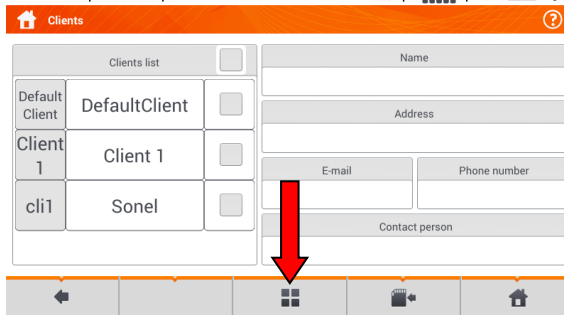 Clients
?
Clients list
Default
Client
DefaultClient
Client
1
Client 1
cli1
Sonel
Name
Address
E-mail
Phone number
Contact person